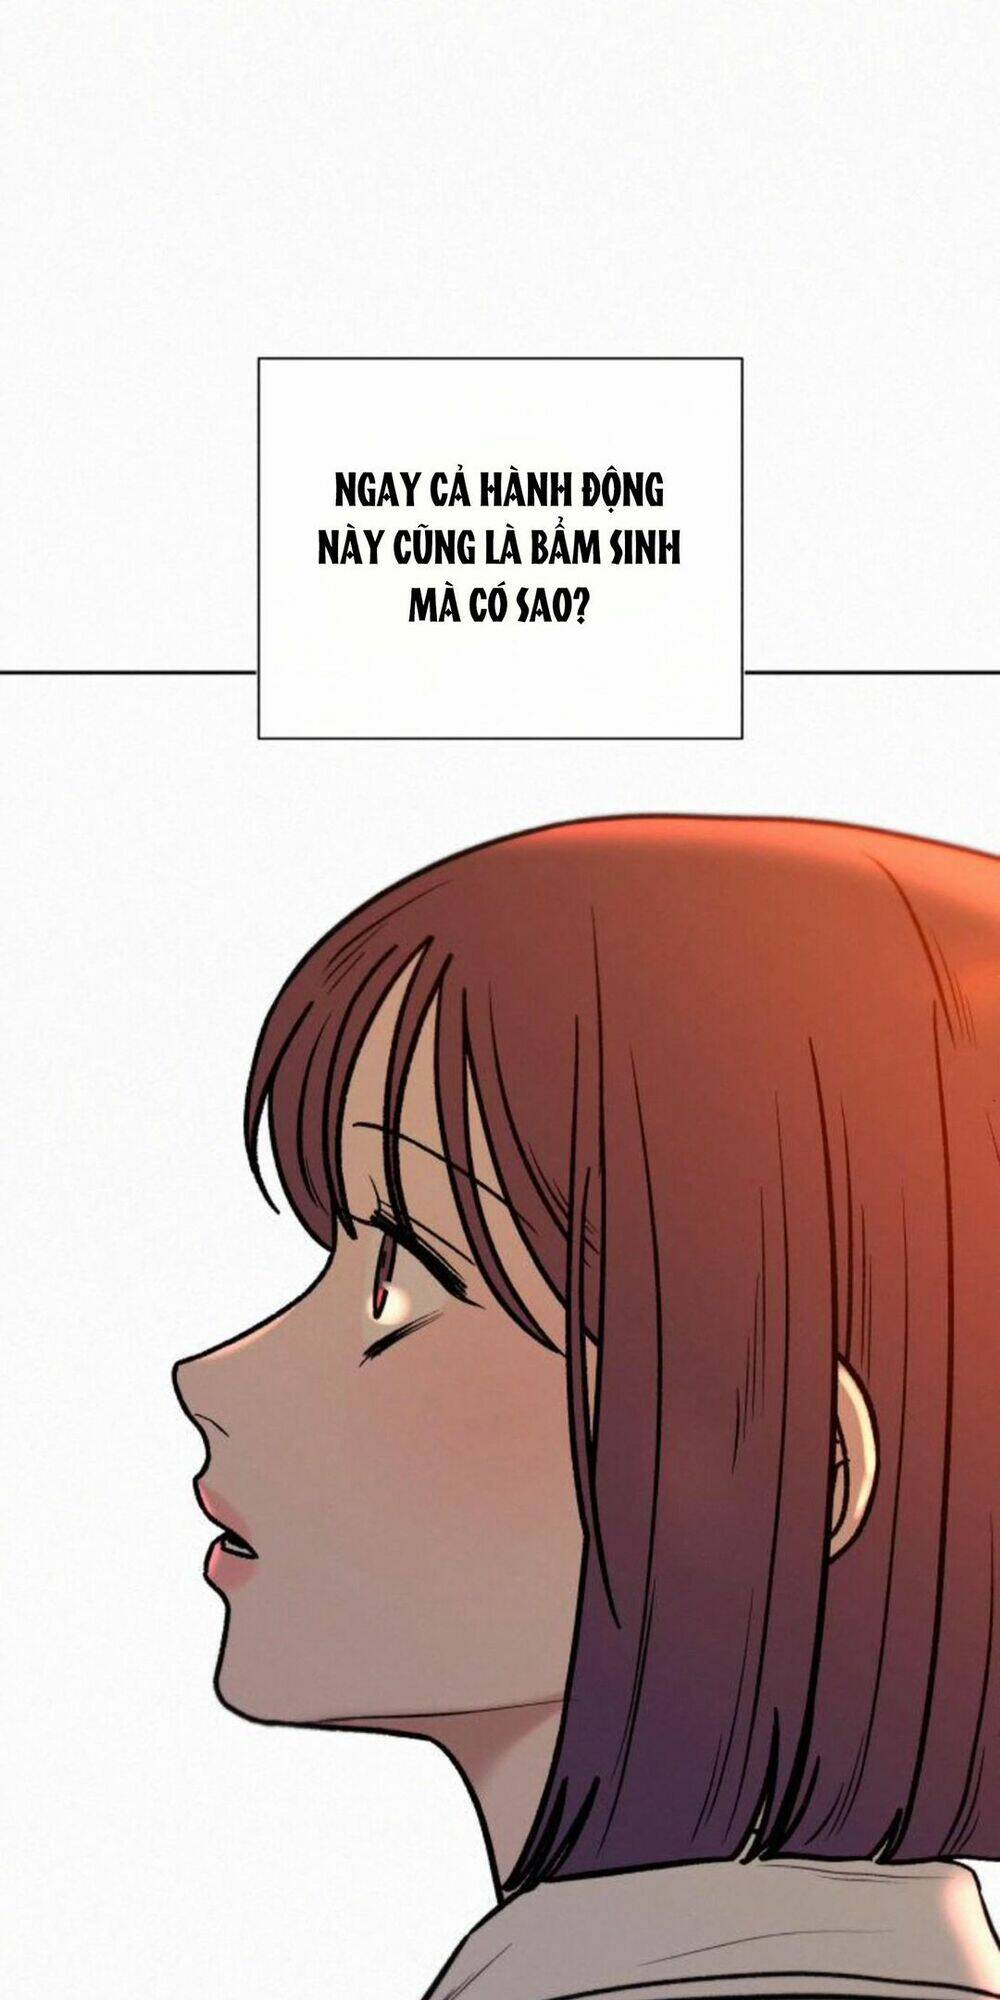 NGAY CẢ HÀNH ĐỘNG
NÀY CŨNG LÀ BẨM SINH
MÀ CÓ SAO?